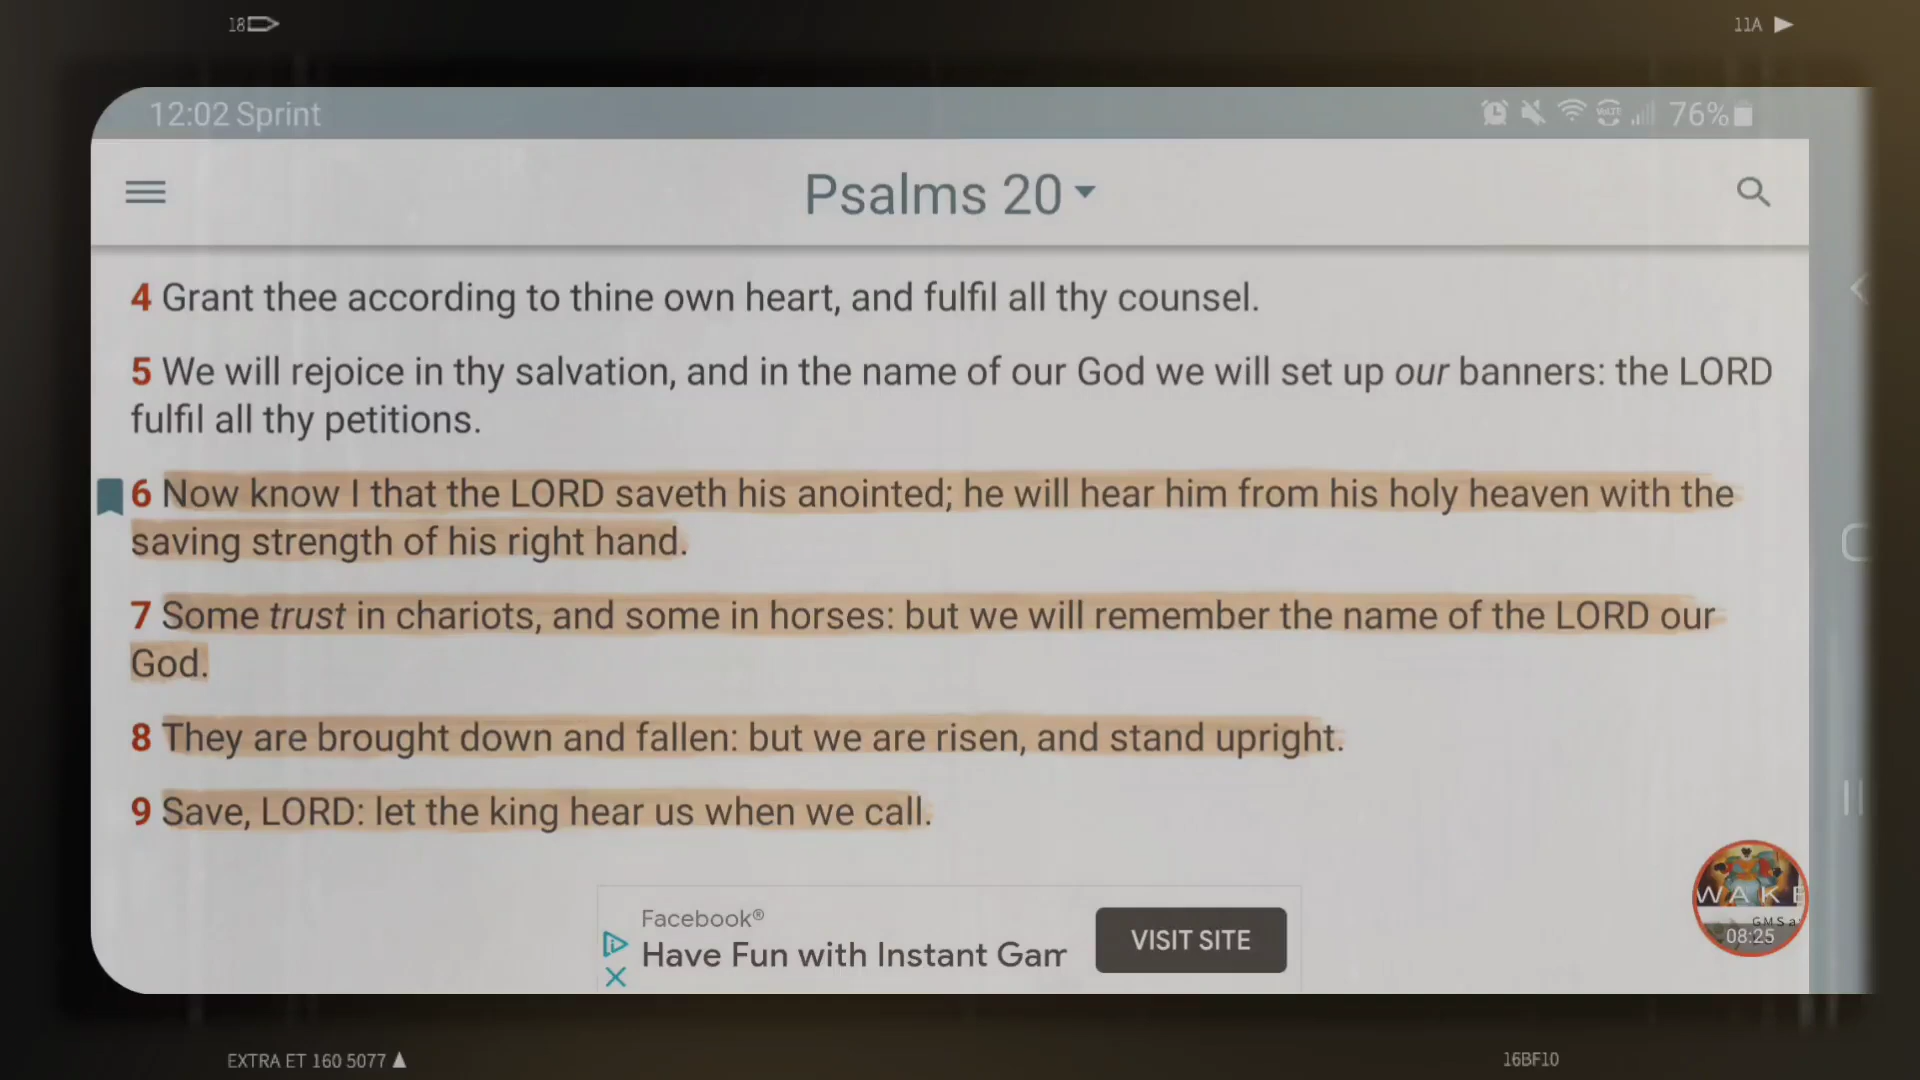 18
11A
12:02 Sprint
76%
Psalms 20
4 Grant thee according to thine own heart, and fulfil all thy counsel.
5 We will rejoice in thy salvation, and in the name of our God we will set up our banners: the LORD
fulfil all thy petitions.
6 Now know I that the LORD saveth his anointed; he will hear him from his holy heaven with the
saving strength of his right hand.
7 Some trust in chariots, and some in horses: but we will remember the name of the LORD our
God.
8 They are brought down and fallen: but we are risen, and stand upright.
9 Save, LORD: let the king hear us when we call.
Facebook®
Have Fun with Instant Gam
VISIT SITE
WAKE
GMS a
08:25
EXTRA ET 160 5077
16BF10